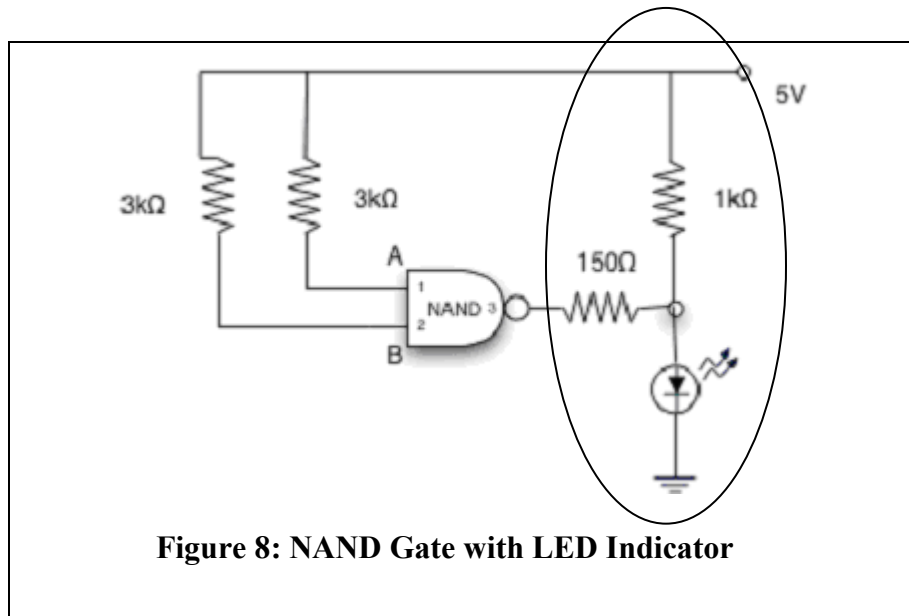 5V
3kΩ
3kΩ
1kΩ
150Ω
A
1
NAND 3
2
B
Figure 8: NAND Gate with LED Indicator